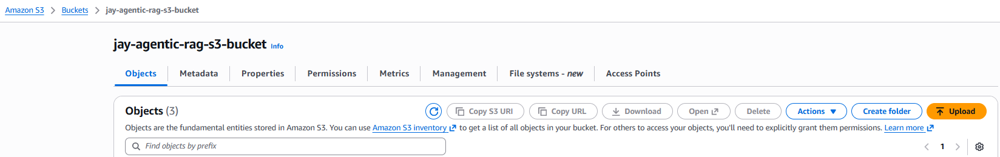 Amazon S3 > Buckets > jay-agentic-rag-s3-bucket
jay-agentic-rag-s3-bucket Info
Objects Metadata Properties Permissions Metrics Management File systems - new Access Points
Objects (3) Copy S3 URI Copy URL Download Open Delete Actions Create folder Upload
Objects are the fundamental entities stored in Amazon S3. You can use Amazon S3 inventory to get a list of all objects in your bucket. For others to access your objects, you'll need to explicitly grant them permissions. Learn more
Find objects by prefix 1